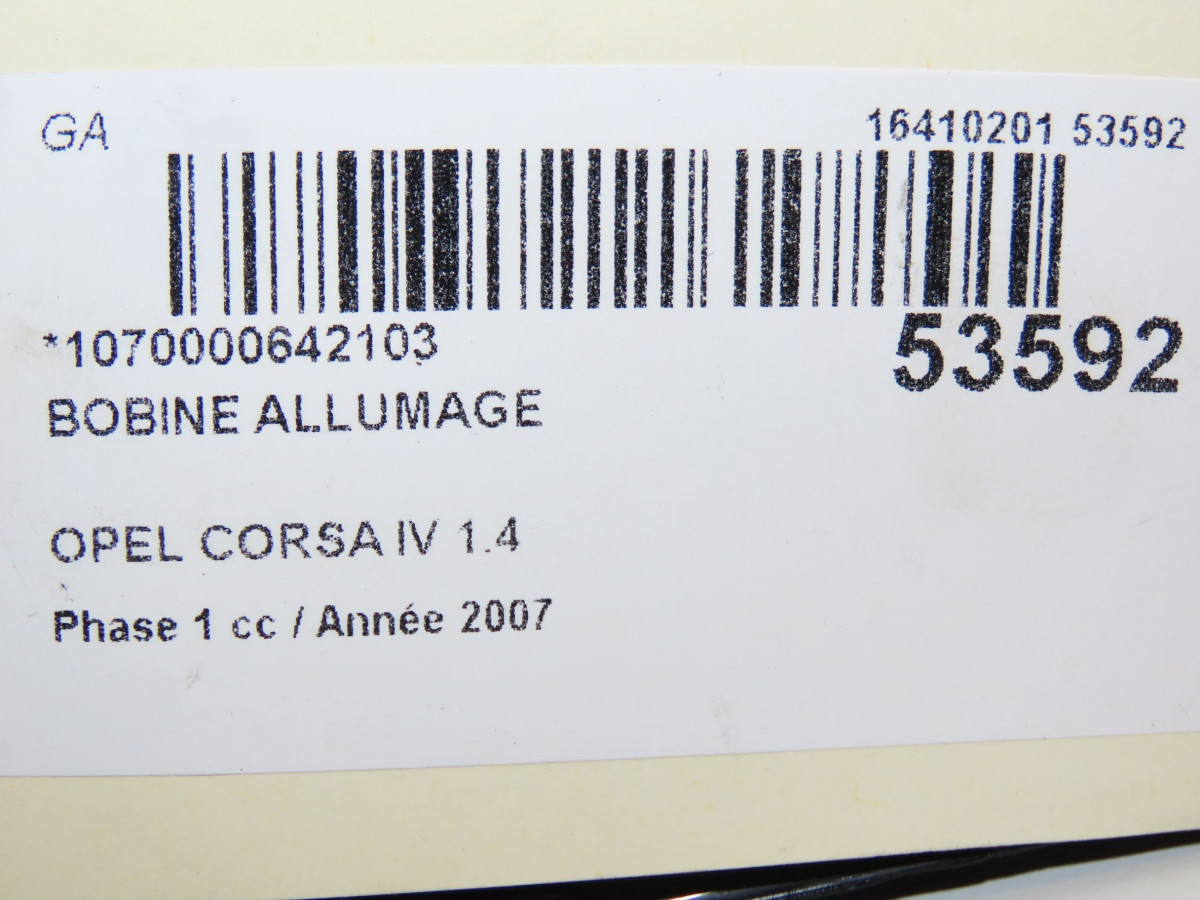 GA
16410201 53592
*1070000642103
53592
BOBINE ALLUMAGE
OPEL CORSA IV 1.4
Phase 1 cc / Année 2007